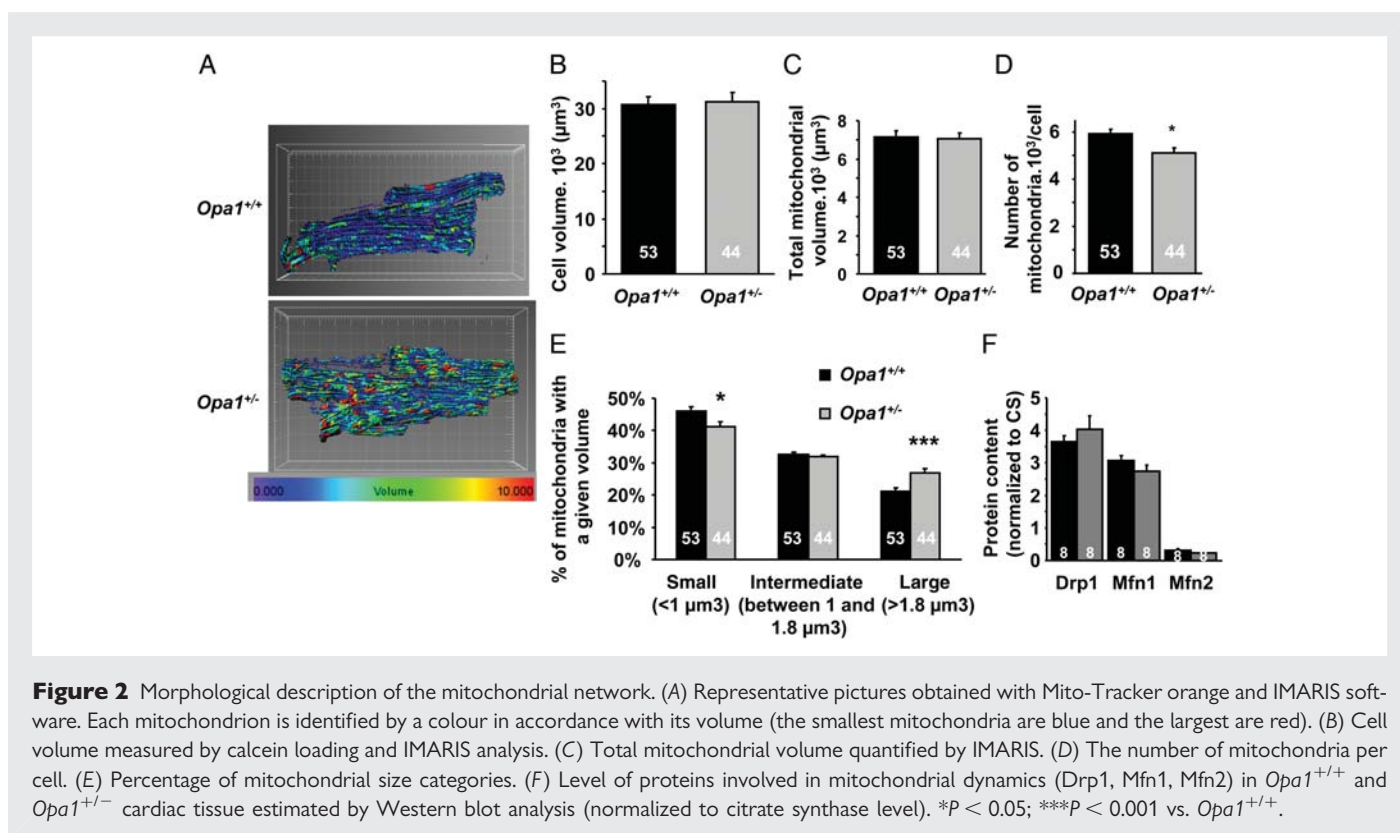 A
Opa1+/+
Opa1+/-
0.000 Volume 10.000
B
Cell volume. 10³ (µm³)
30
20
10
0
53 44
Opa1+/+ Opa1+/-
C
Total mitochondrial
volume.10³ (µm³)
8
6
4
2
0
53 44
Opa1+/+ Opa1+/-
D
Number of
mitochondria.10³/cell
6
4
2
0
*
53 44
Opa1+/+ Opa1+/-
E
% of mitochondria with
a given volume
50%
40%
30%
20%
10%
0%
Opa1+/+
Opa1+/-
* ***
53 44 53 44 53 44
Small Intermediate Large
(<1 µm3) (between 1 and (>1.8 µm3)
1.8 µm3)
F
Protein content
(normalized to CS)
5
4
3
2
1
0
8 8 8 8 8 8
Drp1 Mfn1 Mfn2
Figure 2 Morphological description of the mitochondrial network. (A) Representative pictures obtained with Mito-Tracker orange and IMARIS soft-
ware. Each mitochondrion is identified by a colour in accordance with its volume (the smallest mitochondria are blue and the largest are red). (B) Cell
volume measured by calcein loading and IMARIS analysis. (C) Total mitochondrial volume quantified by IMARIS. (D) The number of mitochondria per
cell. (E) Percentage of mitochondrial size categories. (F) Level of proteins involved in mitochondrial dynamics (Drp1, Mfn1, Mfn2) in Opa1+/+ and
Opa1+/− cardiac tissue estimated by Western blot analysis (normalized to citrate synthase level). *P < 0.05; ***P < 0.001 vs. Opa1+/+.